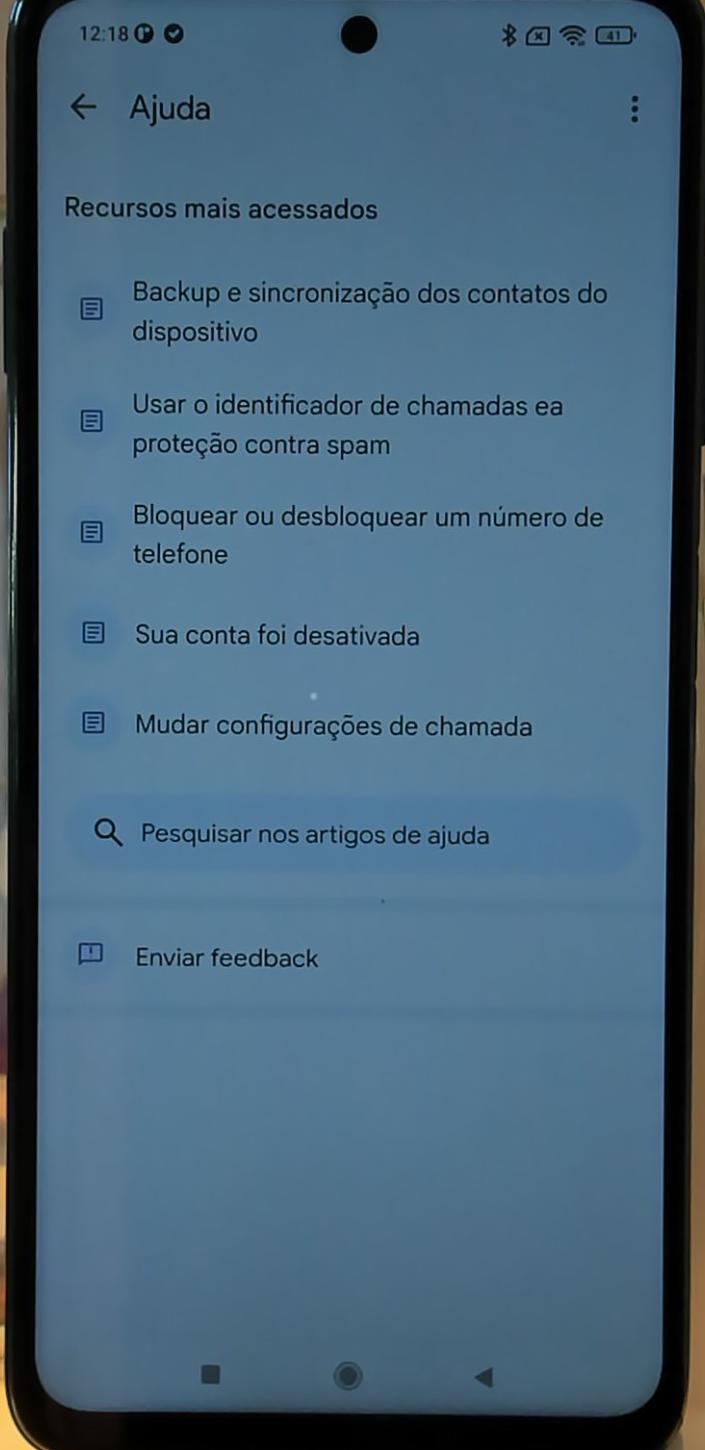 12:18
41
Ajuda
Recursos mais acessados
Backup e sincronização dos contatos do
dispositivo
Usar o identificador de chamadas ea
proteção contra spam
Bloquear ou desbloquear um número de
telefone
Sua conta foi desativada
Mudar configurações de chamada
Pesquisar nos artigos de ajuda
Enviar feedback